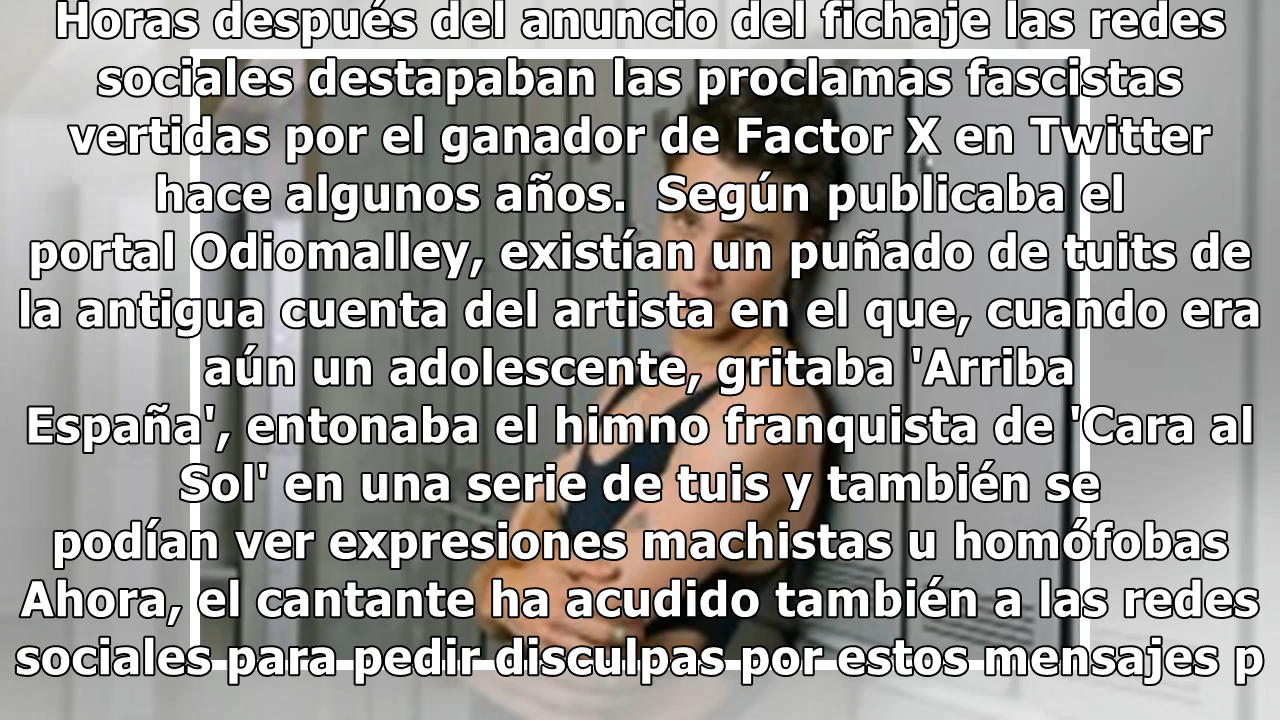 Horas después del anuncio del fichaje las redes
sociales destapaban las proclamas fascistas
vertidas por el ganador de Factor X en Twitter
hace algunos años.  Según publicaba el
portal Odiomalley, existían un puñado de tuits de
la antigua cuenta del artista en el que, cuando era
aún un adolescente, gritaba 'Arriba
España', entonaba el himno franquista de 'Cara al
Sol' en una serie de tuis y también se
podían ver expresiones machistas u homófobas
Ahora, el cantante ha acudido también a las redes
sociales para pedir disculpas por estos mensajes p